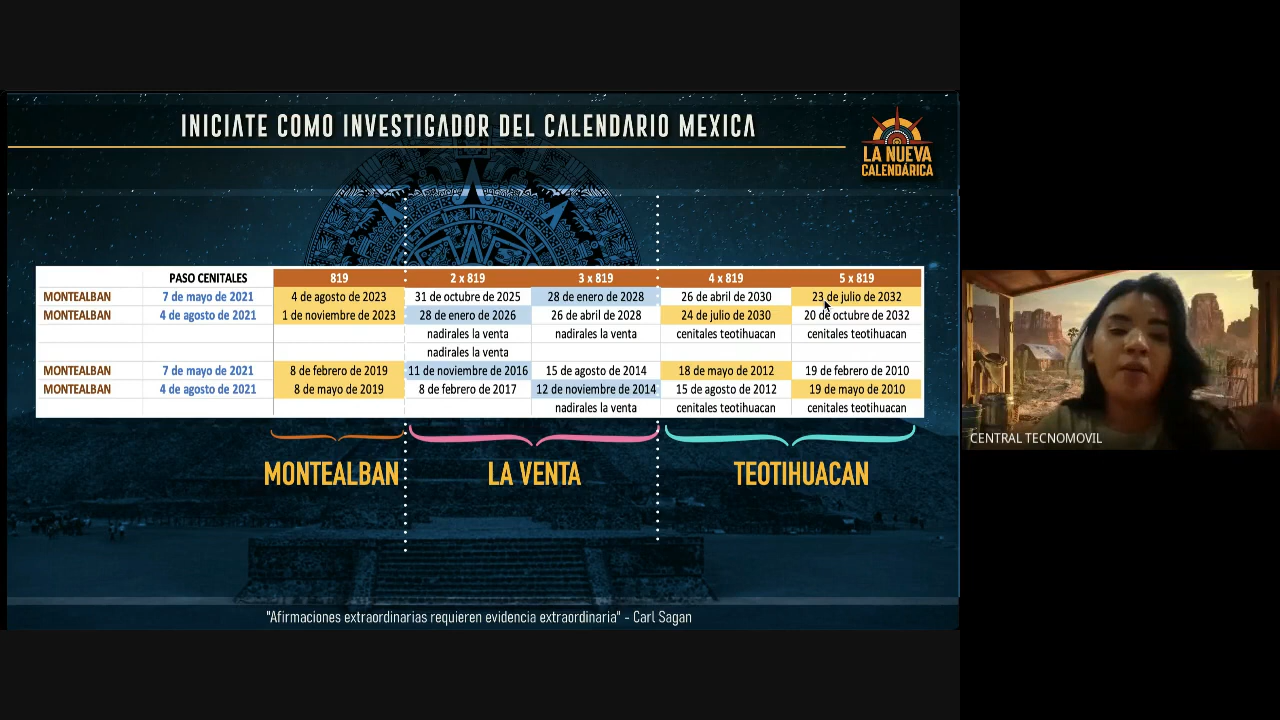 INICIATE COMO INVESTIGADOR DEL CALENDARIO MEXICA
LA NUEVA
CALENDÁRICA
PASO CENITALES 819 2 x 819 3 x 819 4 x 819 5 x 819
MONTEALBAN 7 de mayo de 2021 4 de agosto de 2023 31 de octubre de 2025 28 de enero de 2028 26 de abril de 2030 23 de julio de 2032
MONTEALBAN 4 de agosto de 2021 1 de noviembre de 2023 28 de enero de 2026 26 de abril de 2028 24 de julio de 2030 20 de octubre de 2032
nadirales la venta nadirales la venta cenitales teotihuacan cenitales teotihuacan
nadirales la venta
MONTEALBAN 7 de mayo de 2021 8 de febrero de 2019 11 de noviembre de 2016 15 de agosto de 2014 18 de mayo de 2012 19 de febrero de 2010
MONTEALBAN 4 de agosto de 2021 8 de mayo de 2019 8 de febrero de 2017 12 de noviembre de 2014 15 de agosto de 2012 19 de mayo de 2010
nadirales la venta cenitales teotihuacan cenitales teotihuacan
MONTEALBAN LA VENTA TEOTIHUACAN
"Afirmaciones extraordinarias requieren evidencia extraordinaria" - Carl Sagan
CENTRAL TECNOMOVIL